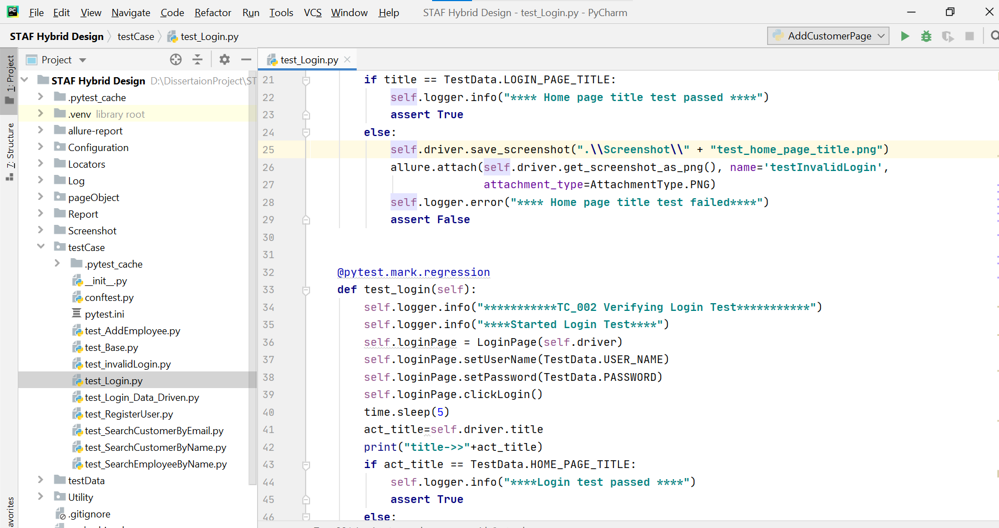 File Edit View Navigate Code Refactor Run Tools VCS Window Help STAF Hybrid Design - test_Login.py - PyCharm
STAF Hybrid Design testCase test_Login.py AddCustomerPage
1: Project
7: Structure
avorites
Project
STAF Hybrid Design D:\DissertaionProject\ST
.pytest_cache
.venv library root
allure-report
Configuration
Locators
Log
pageObject
Report
Screenshot
testCase
.pytest_cache
__init__.py
conftest.py
pytest.ini
test_AddEmployee.py
test_Base.py
test_invalidLogin.py
test_Login.py
test_Login_Data_Driven.py
test_RegisterUser.py
test_SearchCustomerByEmail.py
test_SearchCustomerByName.py
test_SearchEmployeeByName.py
testData
Utility
.gitignore
test_Login.py
21 if title == TestData.LOGIN_PAGE_TITLE:
22 self.logger.info("**** Home page title test passed ****")
23 assert True
24 else:
25 self.driver.save_screenshot(".\\Screenshot\\" + "test_home_page_title.png")
26 allure.attach(self.driver.get_screenshot_as_png(), name='testInvalidLogin',
27 attachment_type=AttachmentType.PNG)
28 self.logger.error("**** Home page title test failed****")
29 assert False
30
31
32 @pytest.mark.regression
33 def test_login(self):
34 self.logger.info("***********TC_002 Verifying Login Test***********")
35 self.logger.info("****Started Login Test****")
36 self.loginPage = LoginPage(self.driver)
37 self.loginPage.setUserName(TestData.USER_NAME)
38 self.loginPage.setPassword(TestData.PASSWORD)
39 self.loginPage.clickLogin()
40 time.sleep(5)
41 act_title=self.driver.title
42 print("title->>"+act_title)
43 if act_title == TestData.HOME_PAGE_TITLE:
44 self.logger.info("****Login test passed ****")
45 assert True
46 else: